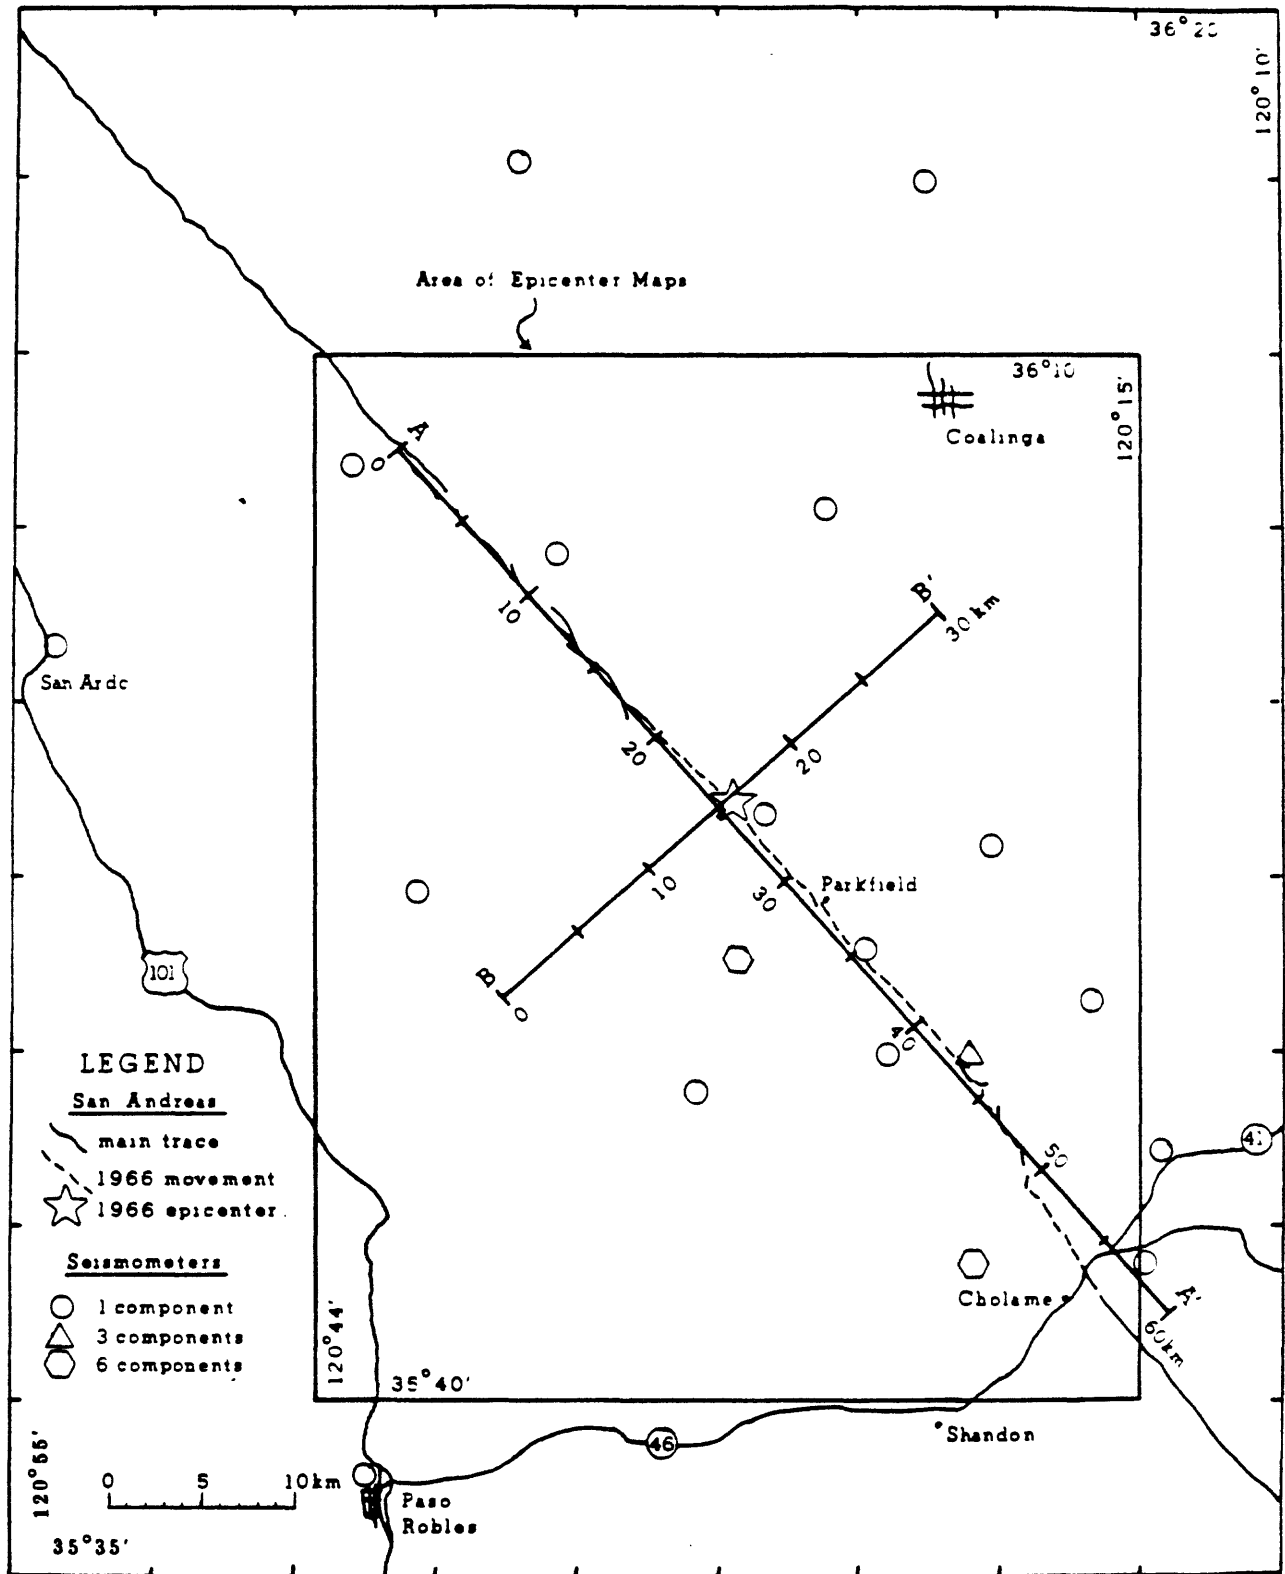 36°20
120°10'
Area of Epicenter Maps
36°10
120°15'
Coalinga
A
0
10
B'
30 km
San Ardo
20
20
10
30
Parkfield
B
0
101
40
LEGEND
San Andreas
main trace
1966 movement
1966 epicenter
41
50
Seismometers
1 component
3 components
6 components
Cholame
A'
60km
120°44'
35°40'
Shandon
46
120°55'
0 5 10km
Paso
Robles
35°35'